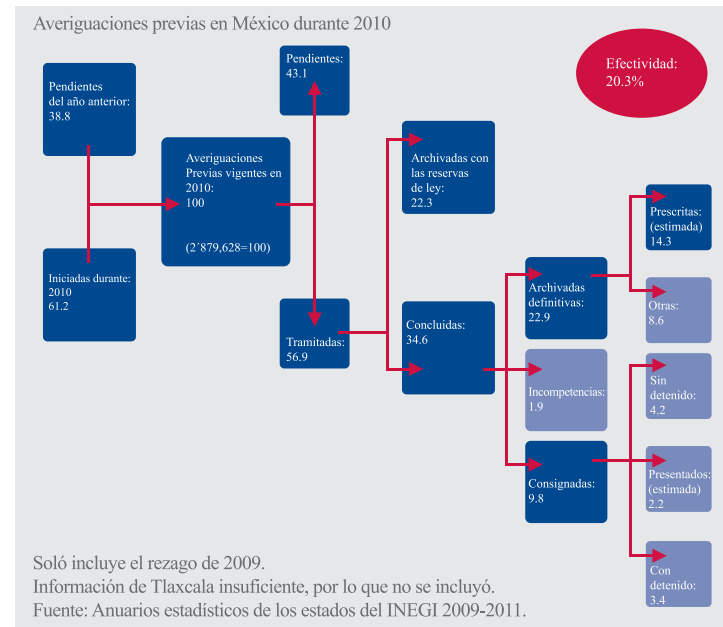 Averiguaciones previas en México durante 2010
Efectividad:
20.3%
Pendientes
del año anterior:
38.8
Iniciadas durante:
2010
61.2
Averiguaciones
Previas vigentes en
2010:
100
(2´879,628=100)
Pendientes:
43.1
Tramitadas:
56.9
Archivadas con
las reservas
de ley:
22.3
Concluidas:
34.6
Archivadas
definitivas:
22.9
Incompetencias:
1.9
Consignadas:
9.8
Prescritas:
(estimada)
14.3
Otras:
8.6
Sin
detenido:
4.2
Presentados:
(estimada)
2.2
Con
detenido:
3.4
Soló incluye el rezago de 2009.
Información de Tlaxcala insuficiente, por lo que no se incluyó.
Fuente: Anuarios estadísticos de los estados del INEGI 2009-2011.